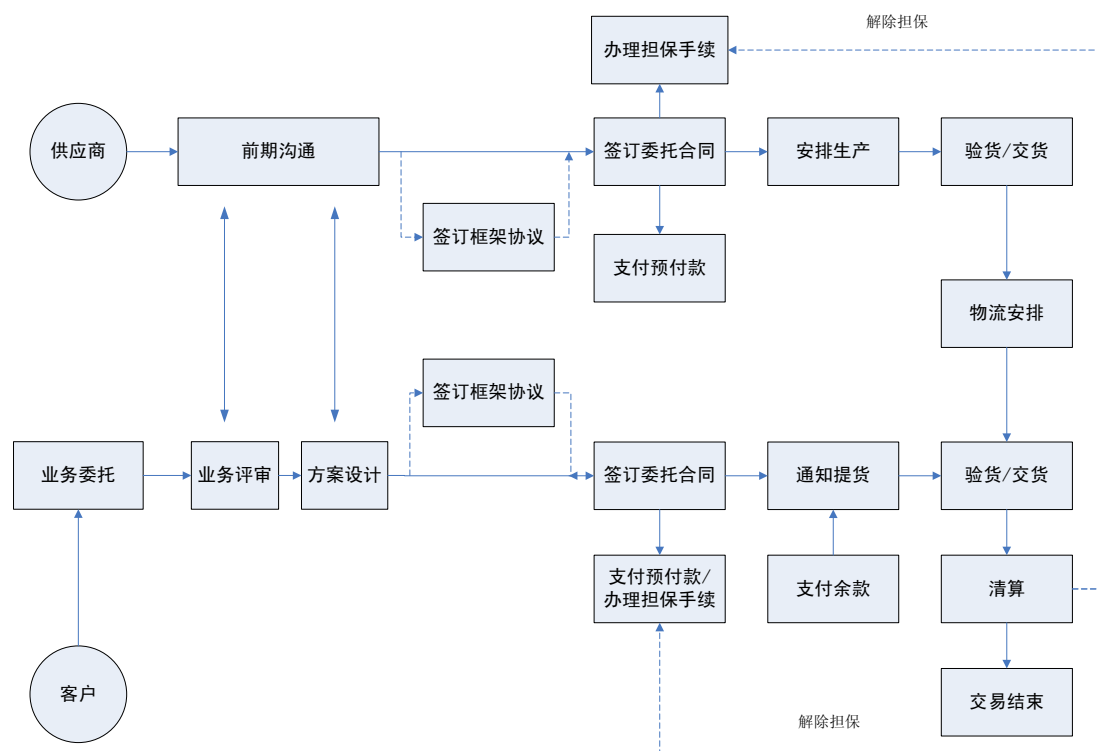 解除担保
办理担保手续
供应商
前期沟通
签订委托合同
安排生产
验货/交货
签订框架协议
支付预付款
物流安排
签订框架协议
业务委托
业务评审
方案设计
签订委托合同
通知提货
验货/交货
支付预付款/
办理担保手续
支付余款
清算
客户
交易结束
解除担保